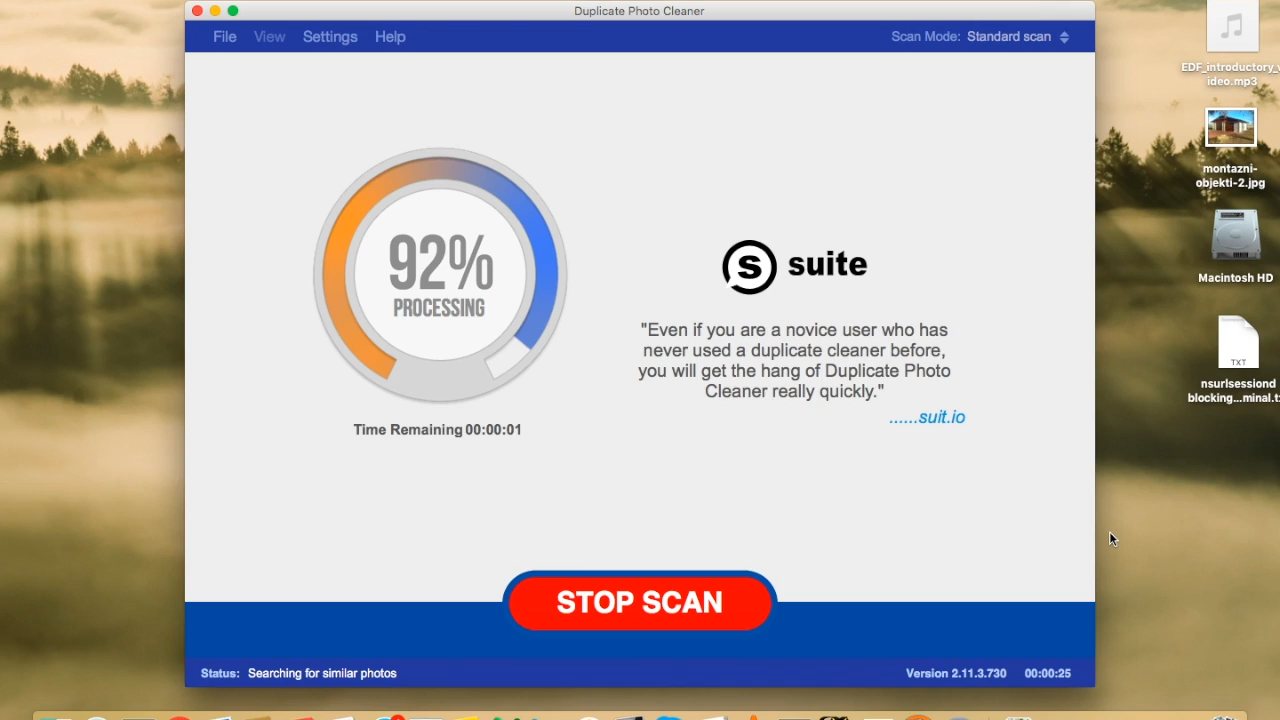 Duplicate Photo Cleaner
File View Settings Help
Scan Mode: Standard scan
92%
PROCESSING
Time Remaining 00:00:01
S suite
"Even if you are a novice user who has
never used a duplicate cleaner before,
you will get the hang of Duplicate Photo
Cleaner really quickly."
......suit.io
STOP SCAN
Status: Searching for similar photos
Version 2.11.3.730 00:00:25
EDF_introductory_v
ideo.mp3
montazni-
objekti-2.jpg
Macintosh HD
TXT
nsurlsessiond
blocking...minal.t